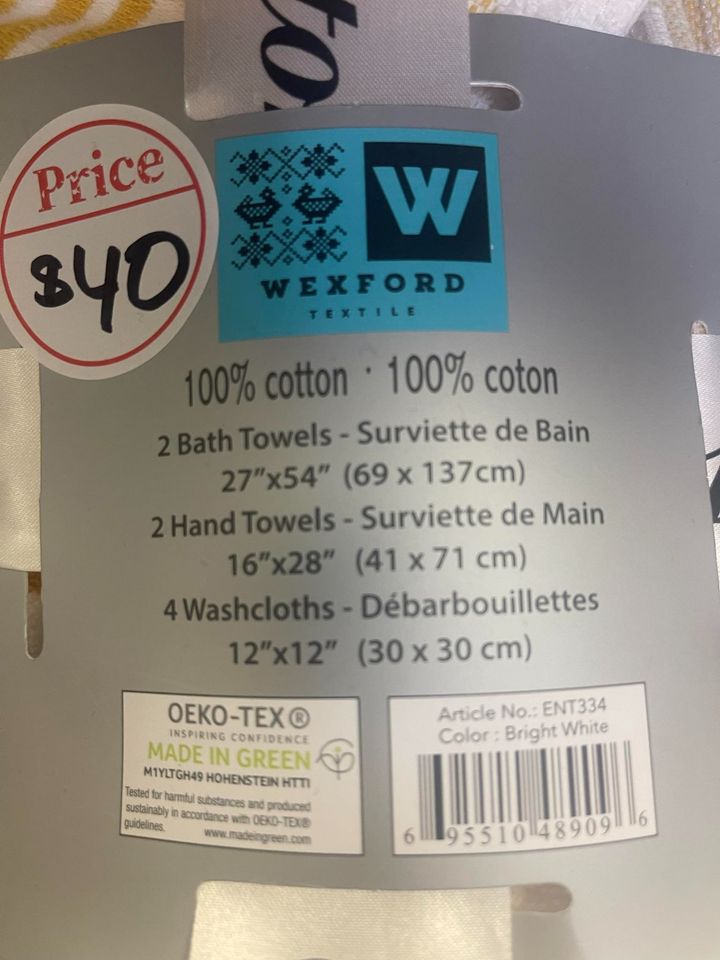 to
Price
$40
W
WEXFORD
TEXTILE
100% cotton · 100% coton
2 Bath Towels - Surviette de Bain
27"x54" (69 x 137cm)
2 Hand Towels - Surviette de Main
16"x28" (41 x 71 cm)
4 Washcloths - Débarbouillettes
12"x12" (30 x 30 cm)
OEKO-TEX®
INSPIRING CONFIDENCE
MADE IN GREEN
M1YLTGH49 HOHENSTEIN HTTI
Tested for harmful substances and produced
sustainably in accordance with OEKO-TEX®
guidelines. www.madeingreen.com
Article No.: ENT334
Color : Bright White
6 95510 48909 6